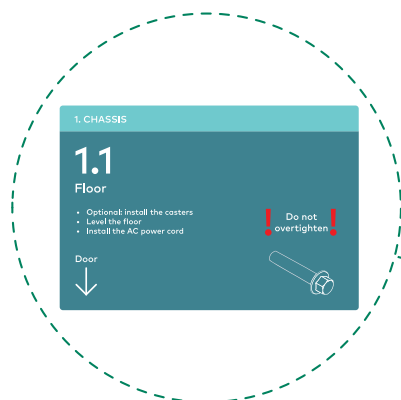 1. CHASSIS
1.1
Floor
• Optional: install the casters
• Level the floor
• Install the AC power cord
! Do not !
overtighten
Door